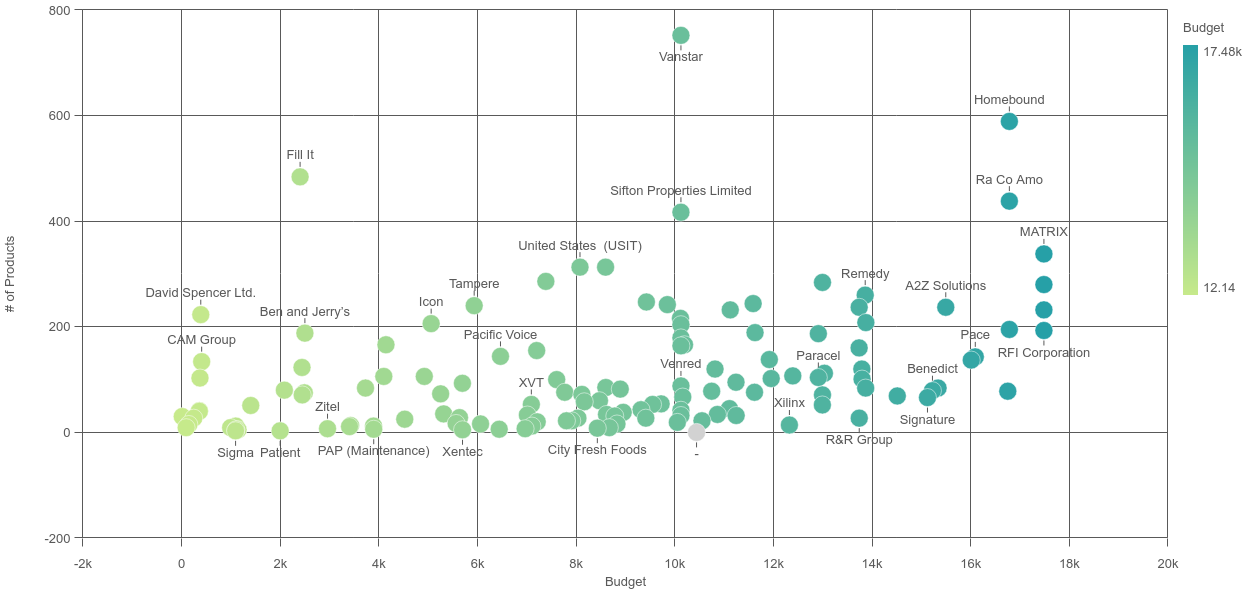 800
Budget
17.48k
Vanstar
Homebound
600
Fill It
Ra Co Amo
Sifton Properties Limited
400
MATRIX
United States  (USIT)
# of Products
Remedy
Tampere
A2Z Solutions
12.14
David Spencer Ltd.
Icon
Ben and Jerry's
200
Pacific Voice
Pace
CAM Group
RFI Corporation
Paracel
Venred
Benedict
XVT
Zitel
Xilinx
Signature
0
R&R Group
Sigma
Patient
PAP (Maintenance)
Xentec
City Fresh Foods
-
-200
-2k 0 2k 4k 6k 8k 10k 12k 14k 16k 18k 20k
Budget